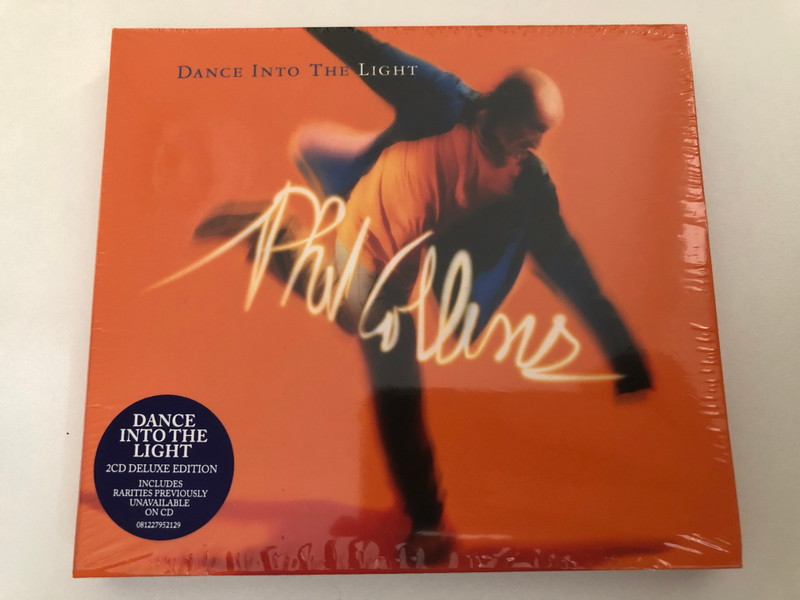 Dance Into The Light
Phil Collins
DANCE
INTO THE
LIGHT
2CD DELUXE EDITION
INCLUDES
RARITIES PREVIOUSLY
UNAVAILABLE
ON CD
081227952129